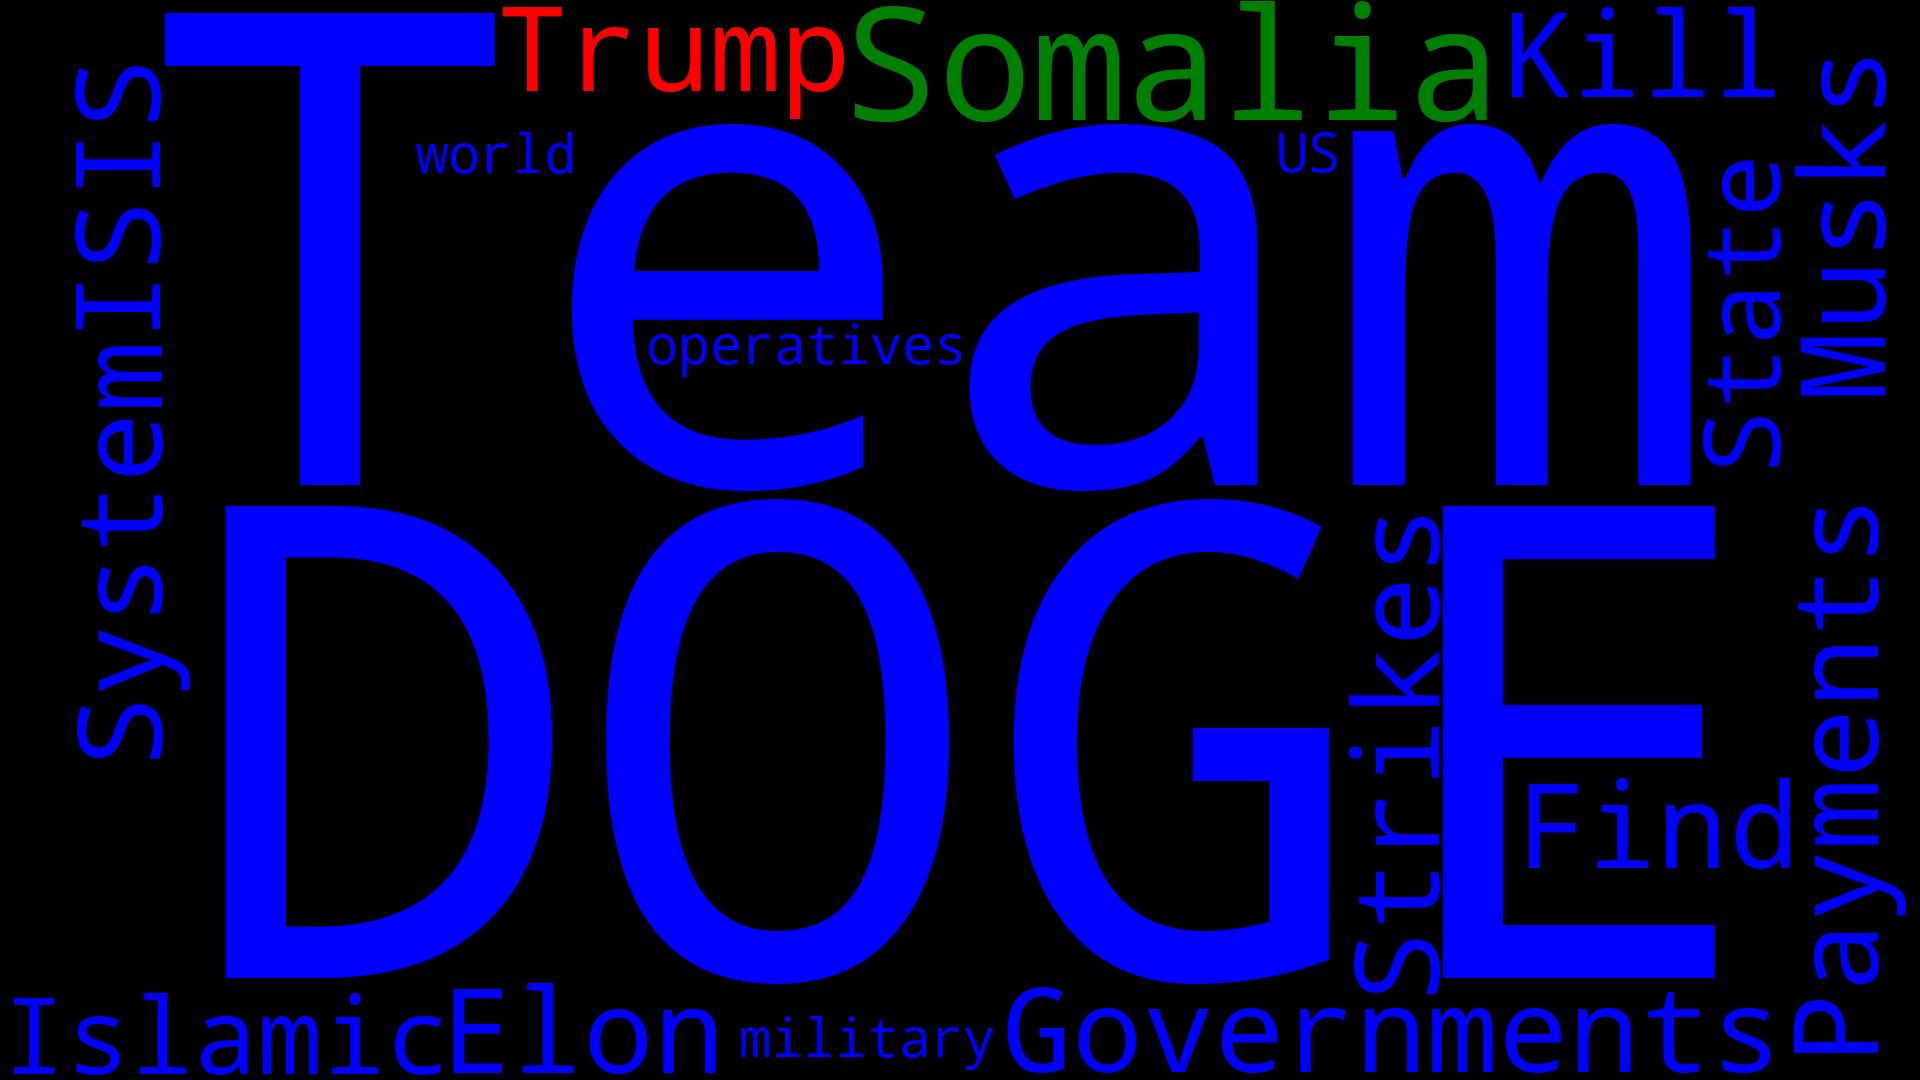 Trump
Somalia
Kill
Team
world
US
operatives
ISIS
System
State
Musks
DOGE
Strikes
Find
Payments
Islamic
Elon
military
Governments